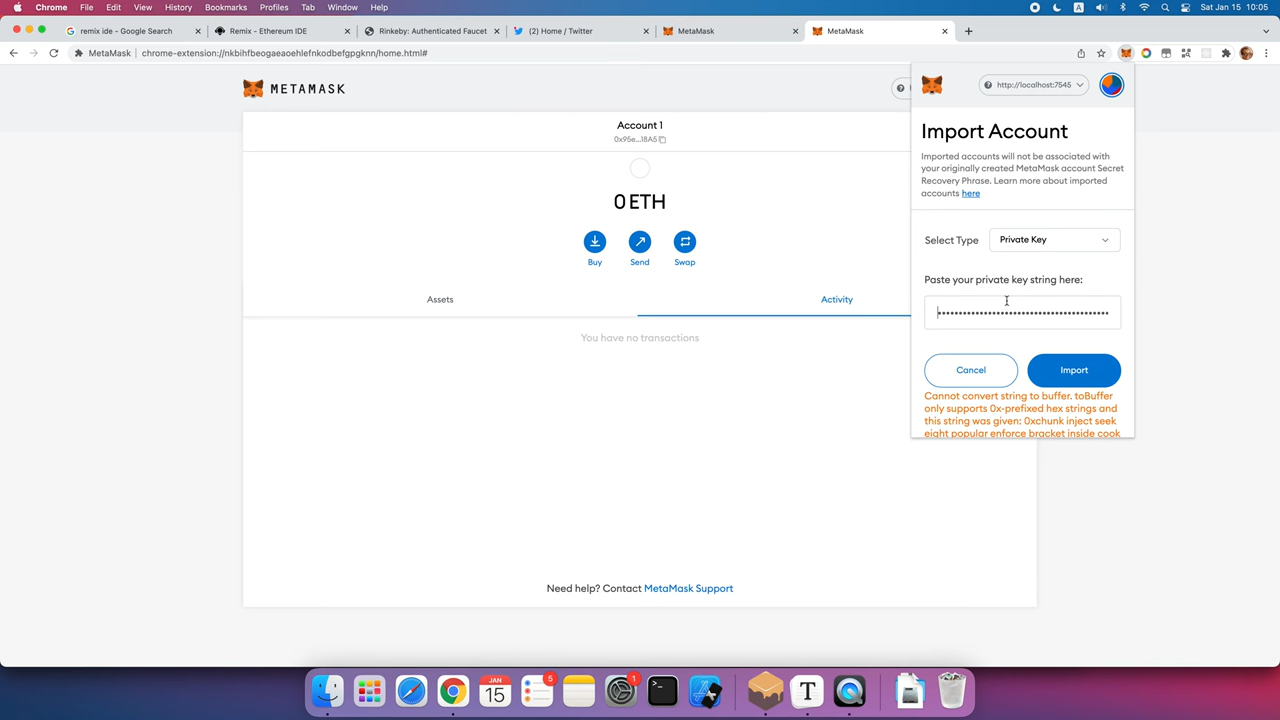 Chrome File Edit View History Bookmarks Profiles Tab Window Help A Sat Jan 15 10:05
remix ide - Google Search Remix - Ethereum IDE Rinkeby: Authenticated Faucet (2) Home / Twitter MetaMask MetaMask
MetaMask chrome-extension://nkbihfbeogaeaoehlefnkodbefgpgknn/home.html#
METAMASK
http://localhost:7545
Account 1
0x95e...18A5
0 ETH
Buy Send Swap
Assets Activity
You have no transactions
Need help? Contact MetaMask Support
Import Account
Imported accounts will not be associated with
your originally created MetaMask account Secret
Recovery Phrase. Learn more about imported
accounts here
Select Type Private Key
Paste your private key string here:
Cancel Import
Cannot convert string to buffer. toBuffer
only supports 0x-prefixed hex strings and
this string was given: 0xchunk inject seek
eight popular enforce bracket inside cook
JAN
15
5
1
T